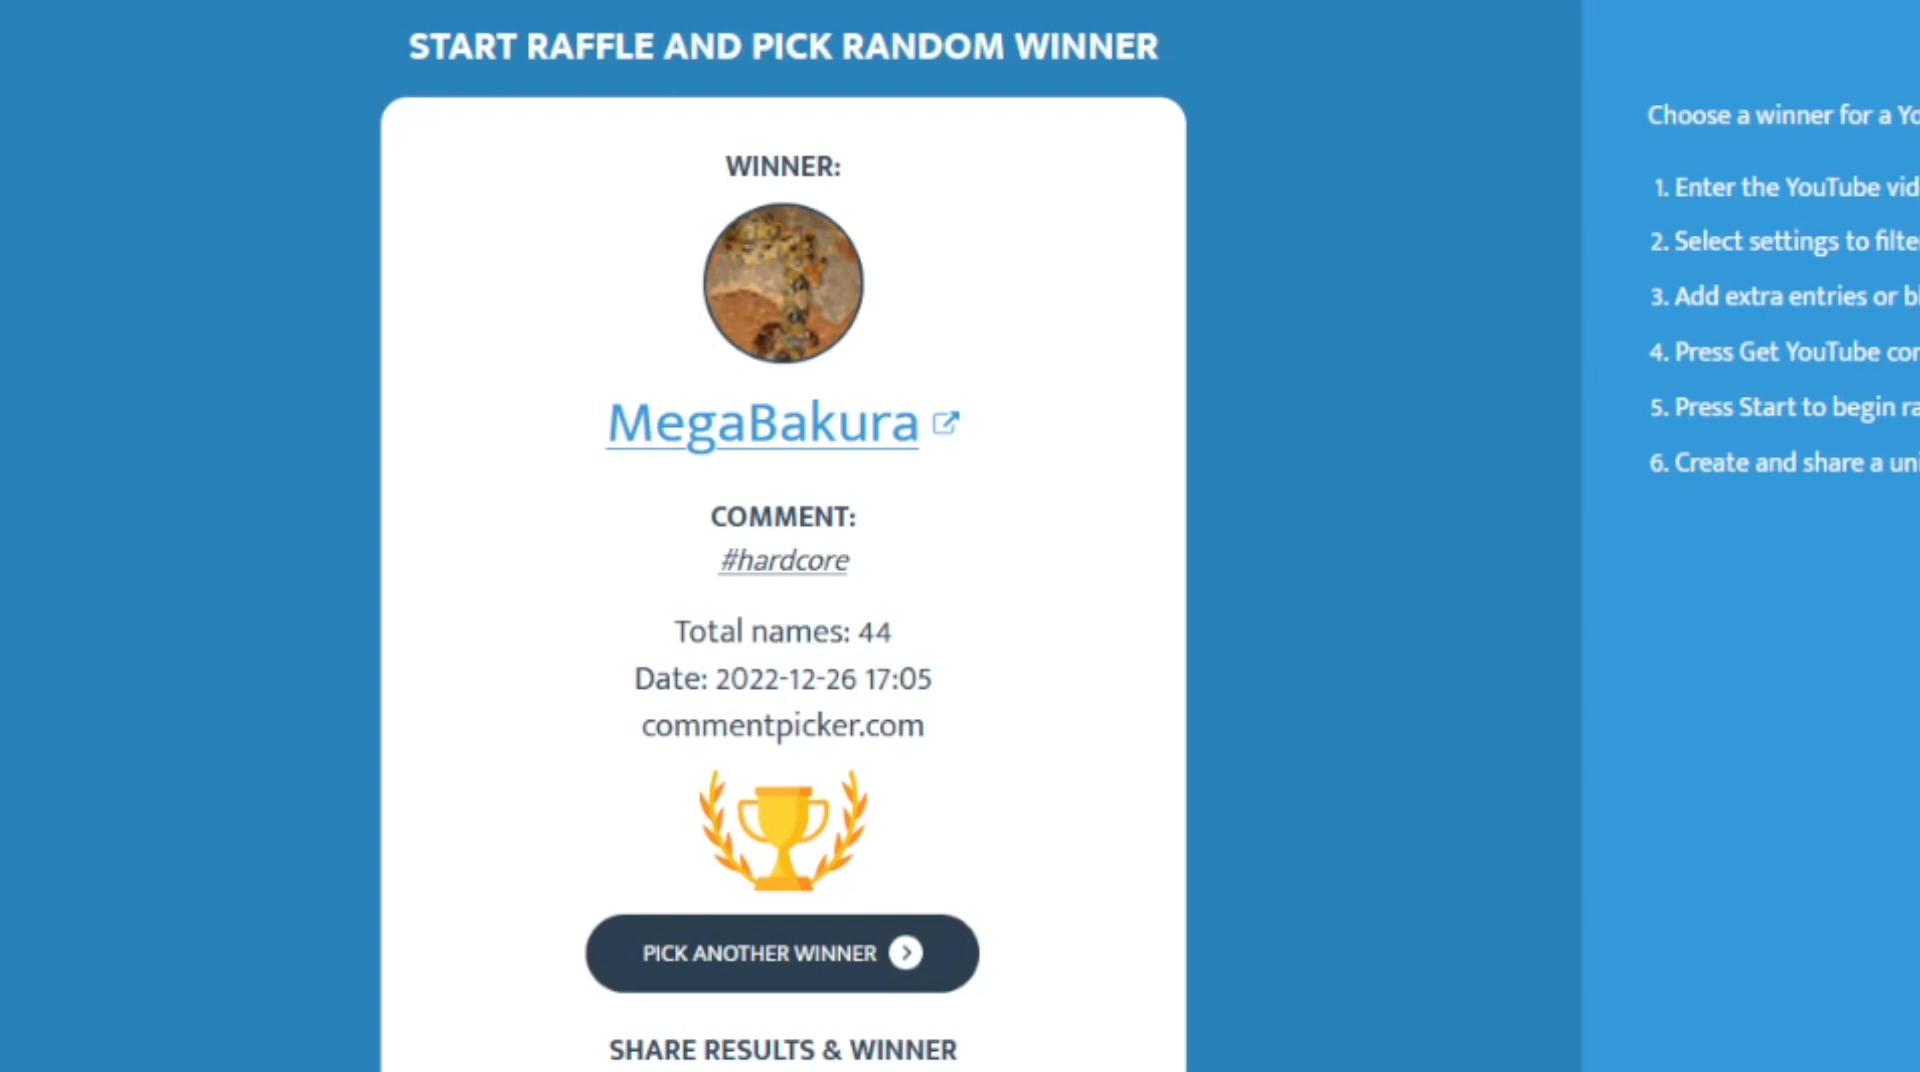 START RAFFLE AND PICK RANDOM WINNER
WINNER:
MegaBakura
COMMENT:
#hardcore
Total names: 44
Date: 2022-12-26 17:05
commentpicker.com
PICK ANOTHER WINNER
SHARE RESULTS & WINNER
Choose a winner for a
1. Enter the YouTube
2. Select settings to
3. Add extra entries or
4. Press Get YouTube
5. Press Start to begin
6. Create and share a